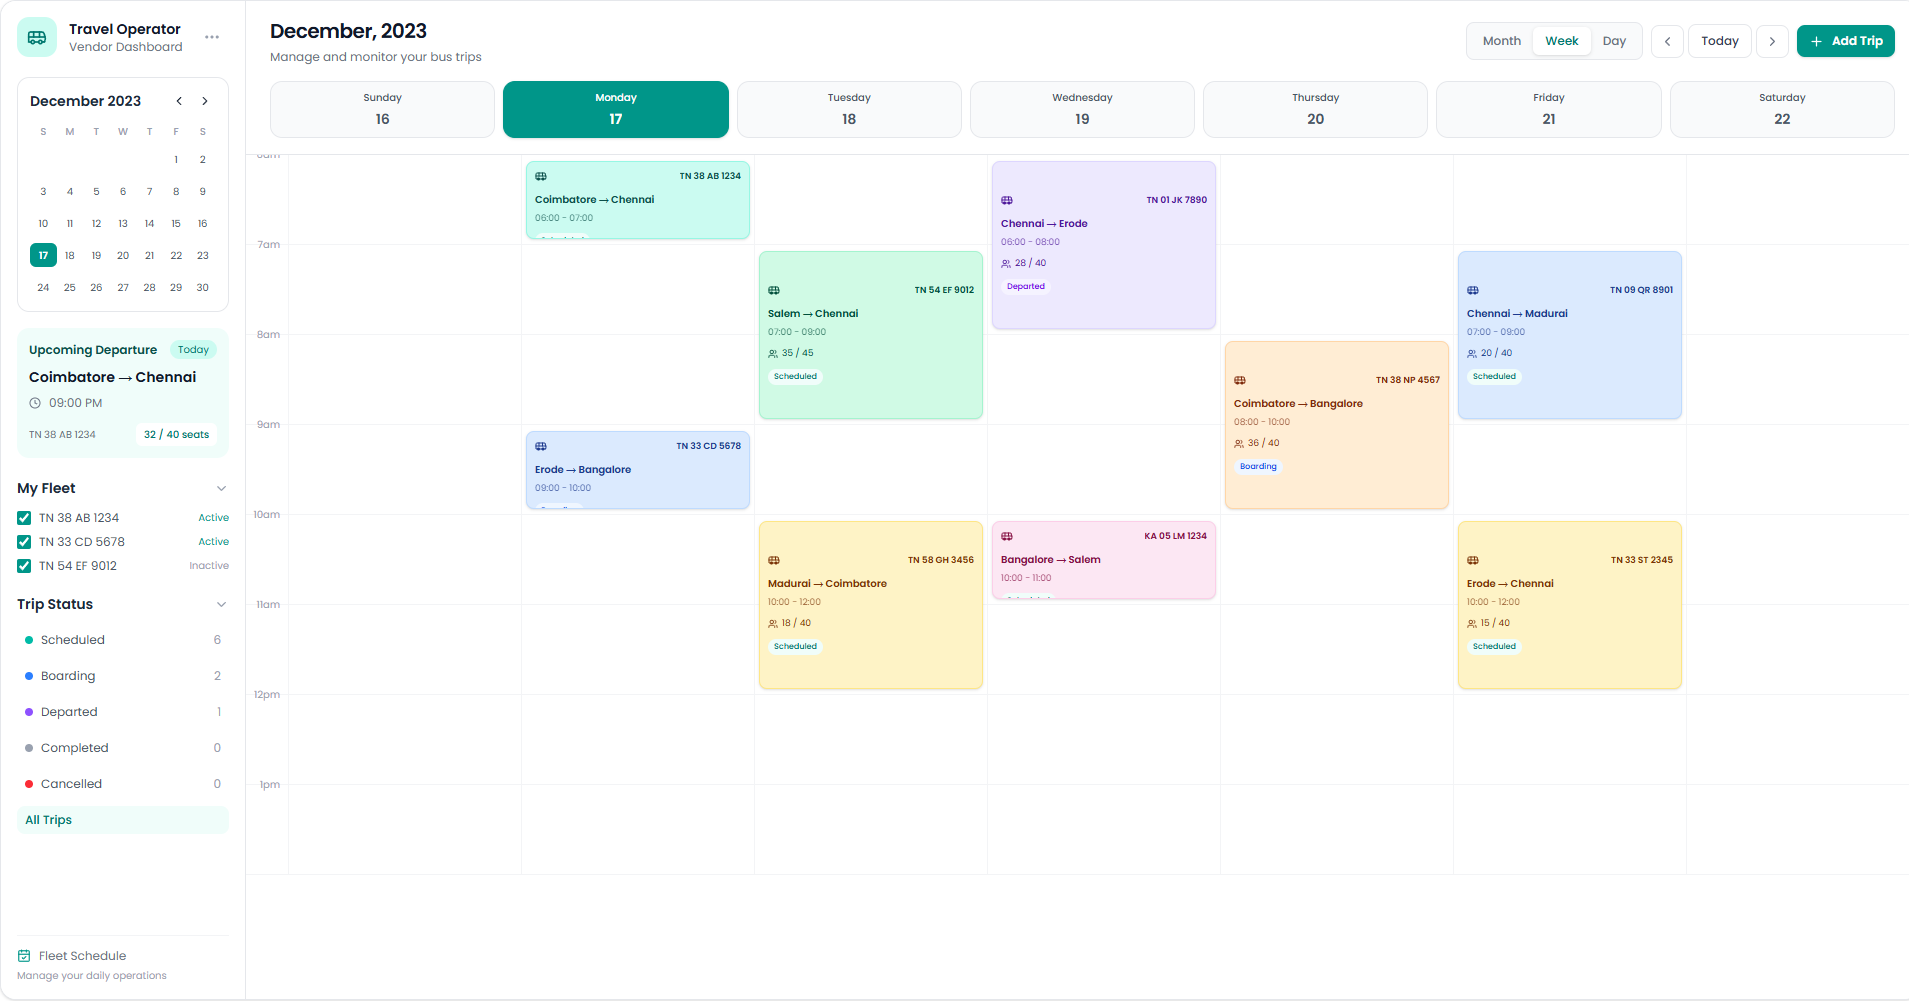 Travel Operator
Vendor Dashboard
December 2023
S M T W T F S
1 2
3 4 5 6 7 8 9
10 11 12 13 14 15 16
17 18 19 20 21 22 23
24 25 26 27 28 29 30
Upcoming Departure Today
Coimbatore → Chennai
09:00 PM
TN 38 AB 1234 32 / 40 seats
My Fleet
TN 38 AB 1234 Active
TN 33 CD 5678 Active
TN 54 EF 9012 Inactive
Trip Status
Scheduled 6
Boarding 2
Departed 1
Completed 0
Cancelled 0
All Trips
Fleet Schedule
Manage your daily operations
December, 2023
Manage and monitor your bus trips
Month Week Day Today + Add Trip
Sunday
16
Monday
17
Tuesday
18
Wednesday
19
Thursday
20
Friday
21
Saturday
22
7am
8am
9am
10am
11am
12pm
1pm
TN 38 AB 1234
Coimbatore → Chennai
06:00 - 07:00
TN 33 CD 5678
Erode → Bangalore
09:00 - 10:00
TN 54 EF 9012
Salem → Chennai
07:00 - 09:00
35 / 45
Scheduled
TN 58 GH 3456
Madurai → Coimbatore
10:00 - 12:00
18 / 40
Scheduled
TN 01 JK 7890
Chennai → Erode
06:00 - 08:00
28 / 40
Departed
KA 05 LM 1234
Bangalore → Salem
10:00 - 11:00
TN 38 NP 4567
Coimbatore → Bangalore
08:00 - 10:00
36 / 40
Boarding
TN 09 QR 8901
Chennai → Madurai
07:00 - 09:00
20 / 40
Scheduled
TN 33 ST 2345
Erode → Chennai
10:00 - 12:00
15 / 40
Scheduled